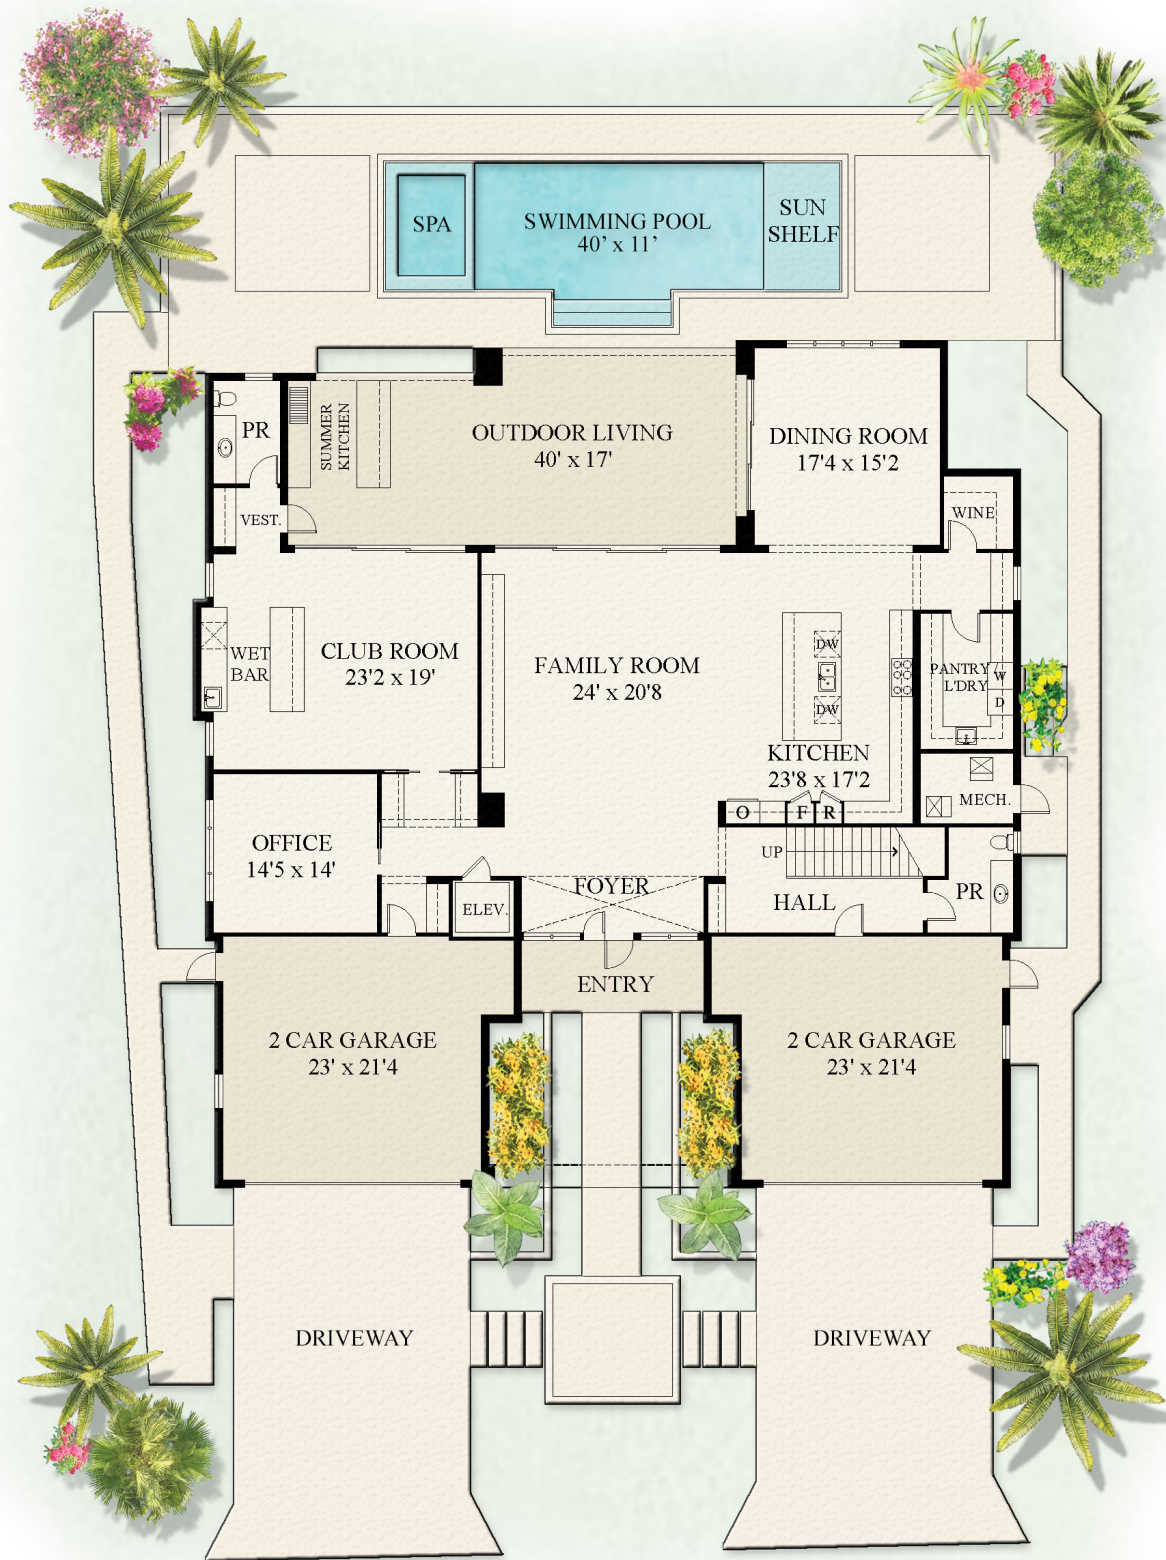 SPA
SWIMMING POOL
40' x 11'
SUN
SHELF
PR
SUMMER
KITCHEN
OUTDOOR LIVING
40' x 17'
DINING ROOM
17'4 x 15'2
VEST.
WINE
WET
BAR
CLUB ROOM
23'2 x 19'
FAMILY ROOM
24' x 20'8
DW
DW
PANTRY /
L'DRY
W
D
KITCHEN
23'8 x 17'2
MECH.
O
F
R
OFFICE
14'5 x 14'
UP
FOYER
ELEV.
HALL
PR
ENTRY
2 CAR GARAGE
23' x 21'4
2 CAR GARAGE
23' x 21'4
DRIVEWAY
DRIVEWAY